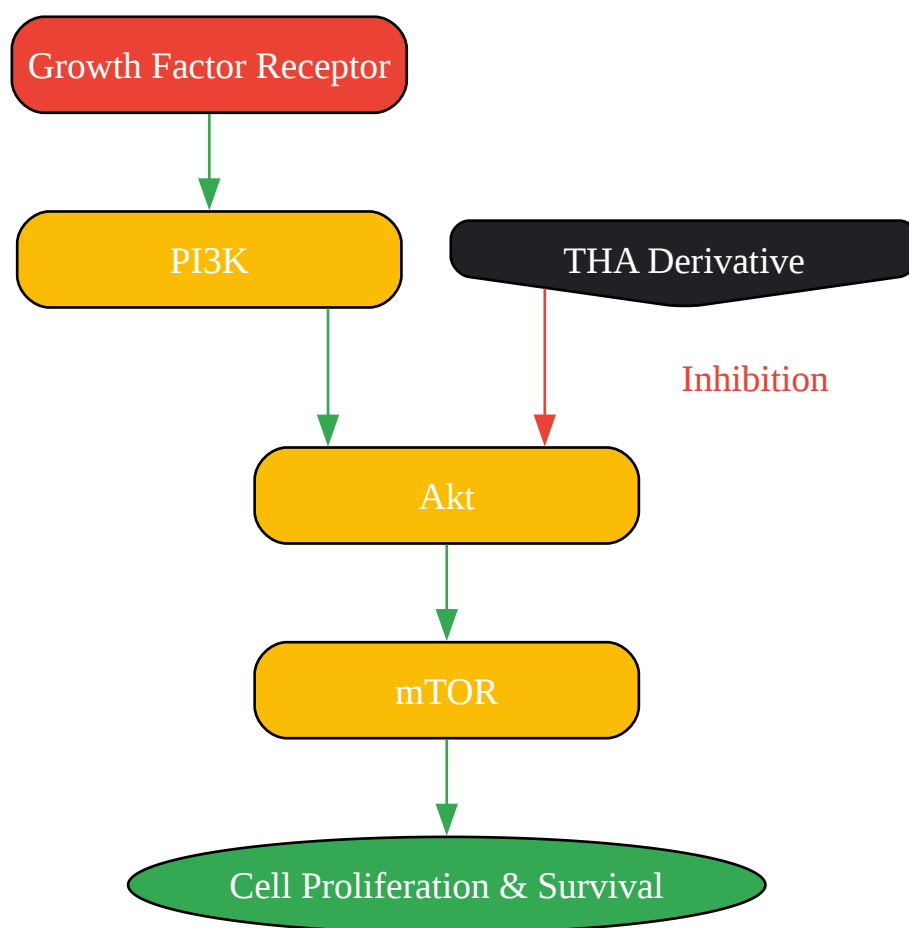 Growth Factor Receptor
PI3K
THA Derivative
Inhibition
Akt
mTOR
Cell Proliferation & Survival